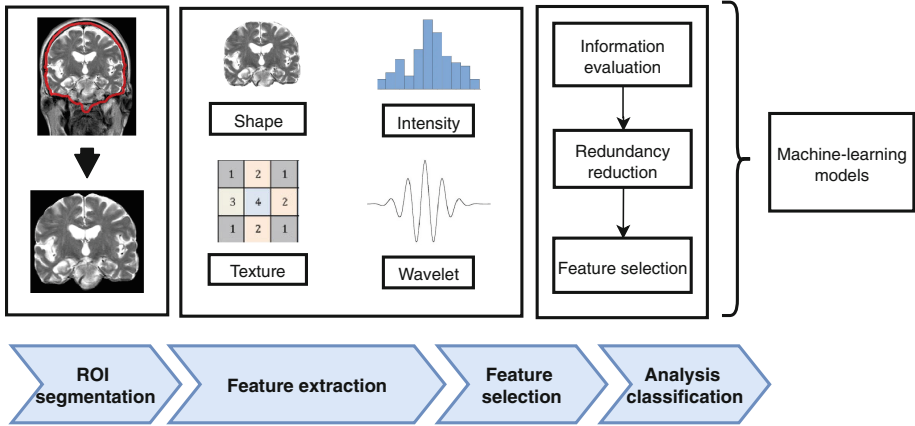 Shape
Intensity
1 2 1
3 4 2
1 2 1
Texture
Wavelet
Information
evaluation
Redundancy
reduction
Feature selection
Machine-learning
models
ROI
segmentation
Feature extraction
Feature
selection
Analysis
classification